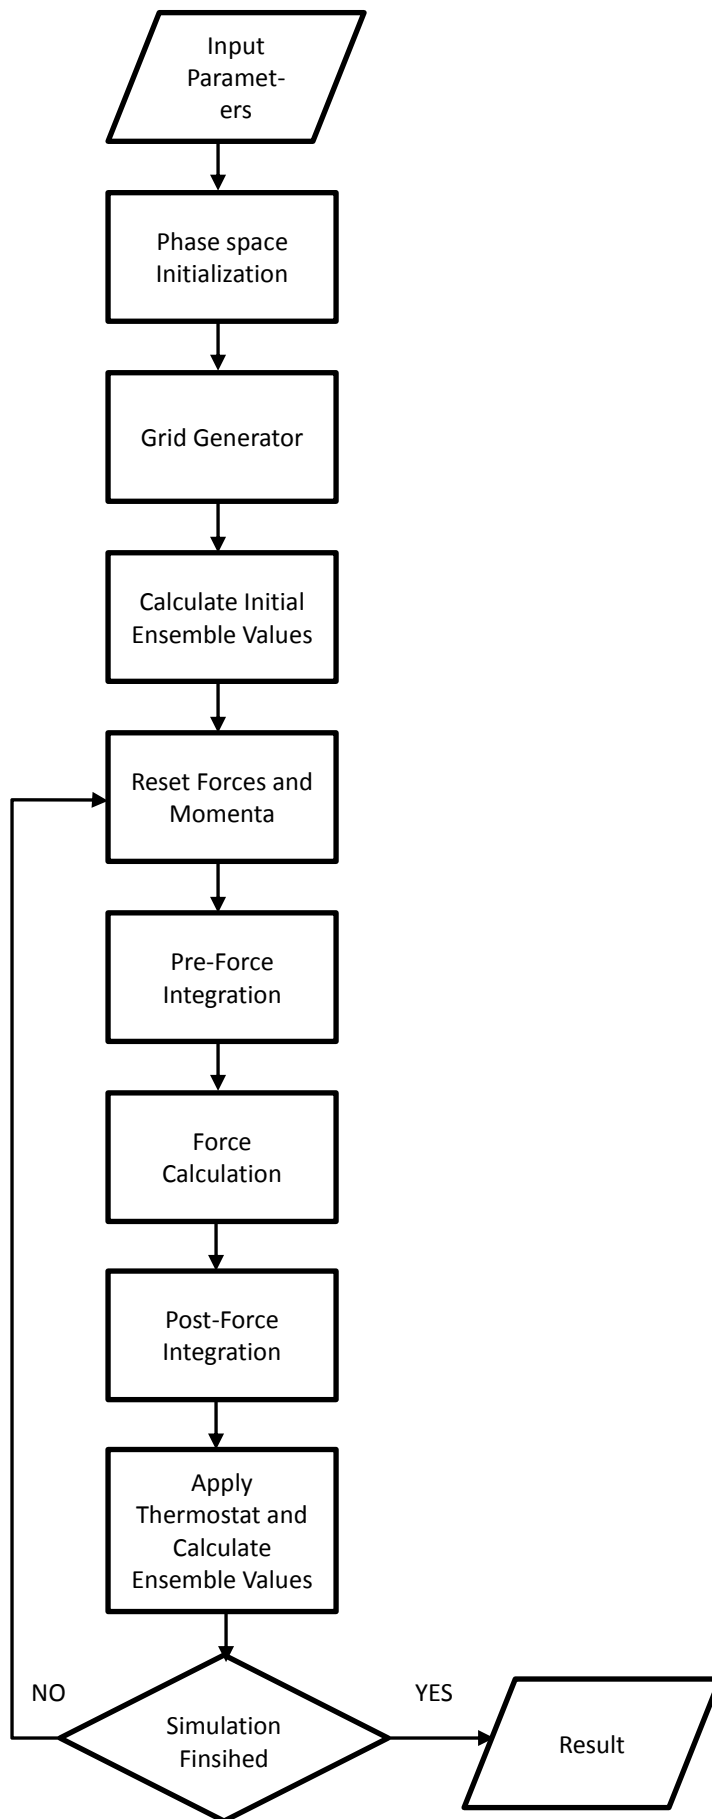 Input
Paramet-
ers
Phase space
Initialization
Grid Generator
Calculate Initial
Ensemble Values
Reset Forces and
Momenta
Pre-Force
Integration
Force
Calculation
Post-Force
Integration
Apply
Thermostat and
Calculate
Ensemble Values
NO
YES
Simulation
Finsihed
Result